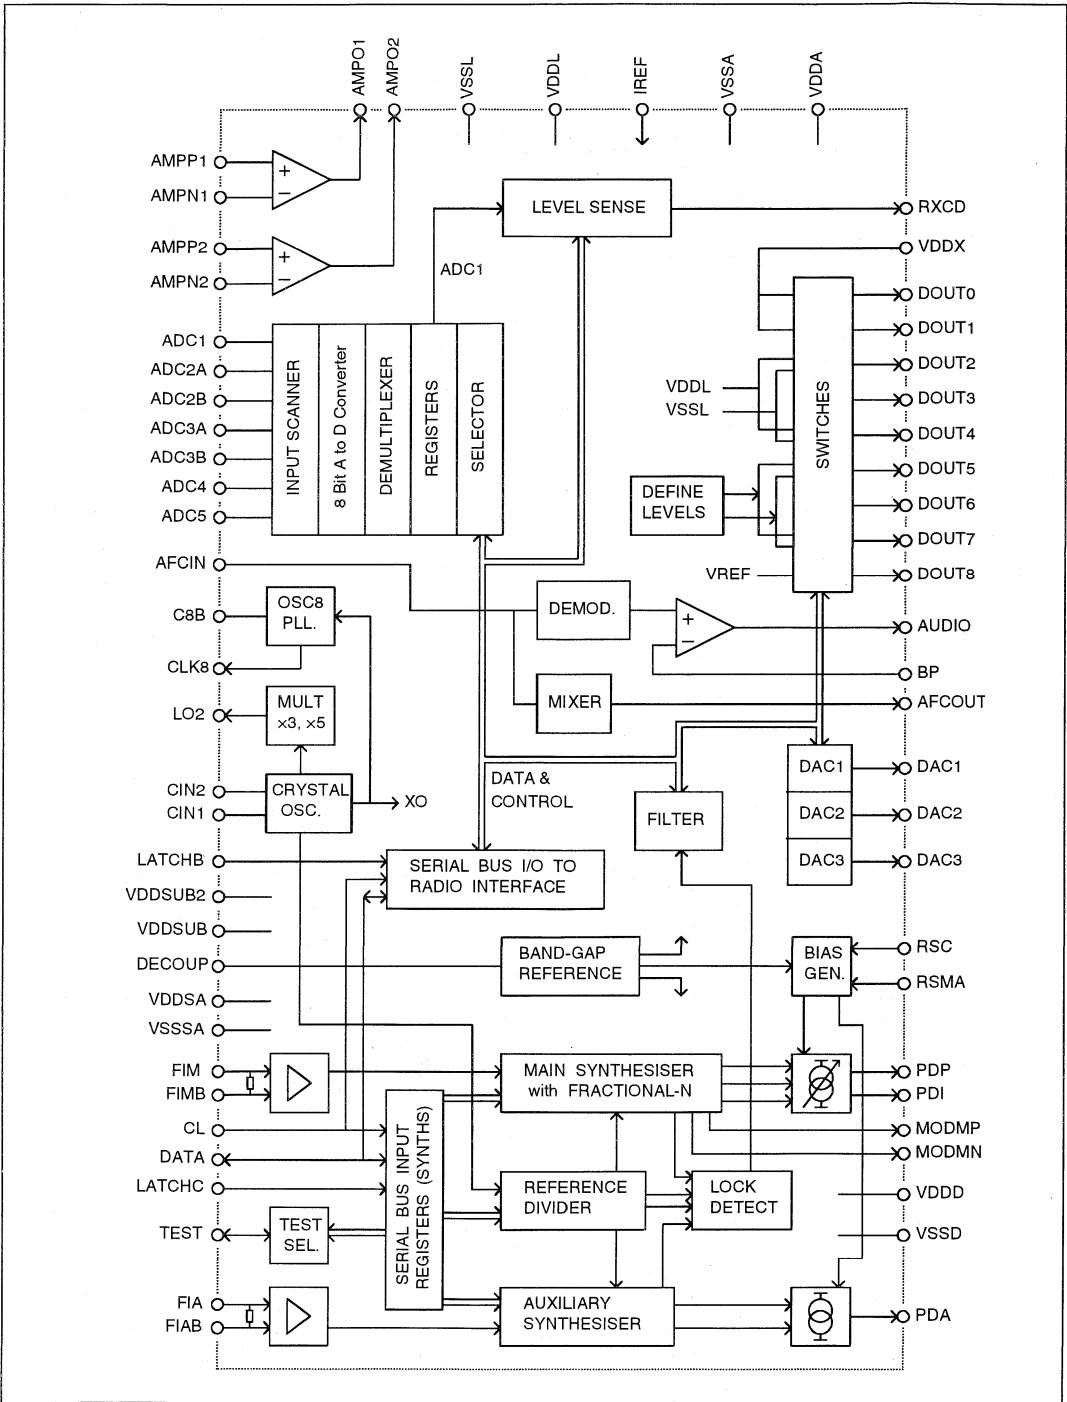 AMPO1
AMPO2
VSSL
VDDL
IREF
VSSA
VDDA
AMPP1
AMPN1
AMPP2
AMPN2
ADC1
ADC2A
ADC2B
ADC3A
ADC3B
ADC4
ADC5
AFCIN
C8B
CLK8
LO2
CIN2
CIN1
LATCHB
VDDSUB2
VDDSUB
DECOUP
VDDSA
VSSSA
FIM
FIMB
CL
DATA
LATCHC
TEST
FIA
FIAB
+
−
+
−
LEVEL SENSE
ADC1
INPUT SCANNER
8 Bit A to D Converter
DEMULTIPLEXER
REGISTERS
SELECTOR
VDDL
VSSL
DEFINE
LEVELS
VREF
SWITCHES
OSC8
PLL.
DEMOD.
+
−
MIXER
MULT
x3, x5
CRYSTAL
OSC.
XO
DATA &
CONTROL
FILTER
DAC1
DAC2
DAC3
SERIAL BUS I/O TO
RADIO INTERFACE
BAND-GAP
REFERENCE
BIAS
GEN.
MAIN SYNTHESISER
with FRACTIONAL-N
SERIAL BUS INPUT
REGISTERS (SYNTHS)
REFERENCE
DIVIDER
LOCK
DETECT
TEST
SEL.
AUXILIARY
SYNTHESISER
RXCD
VDDX
DOUT0
DOUT1
DOUT2
DOUT3
DOUT4
DOUT5
DOUT6
DOUT7
DOUT8
AUDIO
BP
AFCOUT
DAC1
DAC2
DAC3
RSC
RSMA
PDP
PDI
MODMP
MODMN
VDDD
VSSD
PDA